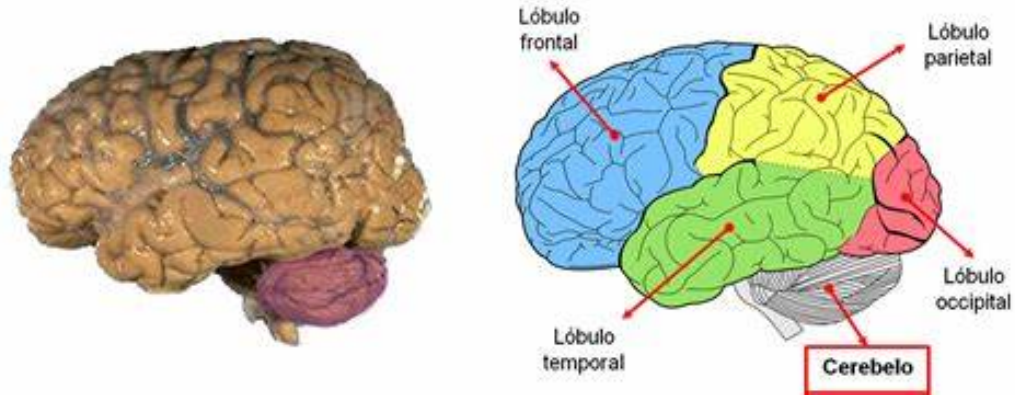 Lóbulo
frontal
Lóbulo
parietal
Lóbulo
occipital
Lóbulo
temporal
Cerebelo